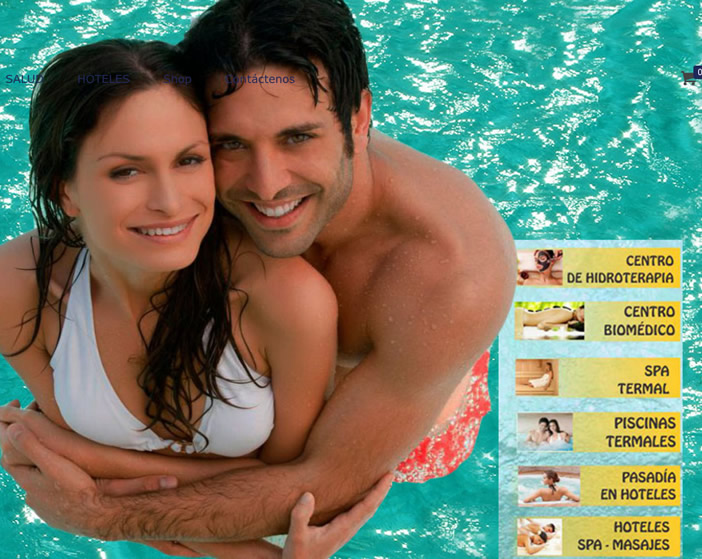 SALUD HOTELES Shop Contáctenos
0
CENTRO
DE HIDROTERAPIA
CENTRO
BIOMÉDICO
SPA
TERMAL
PISCINAS
TERMALES
PASADÍA
EN HOTELES
HOTELES
SPA - MASAJES